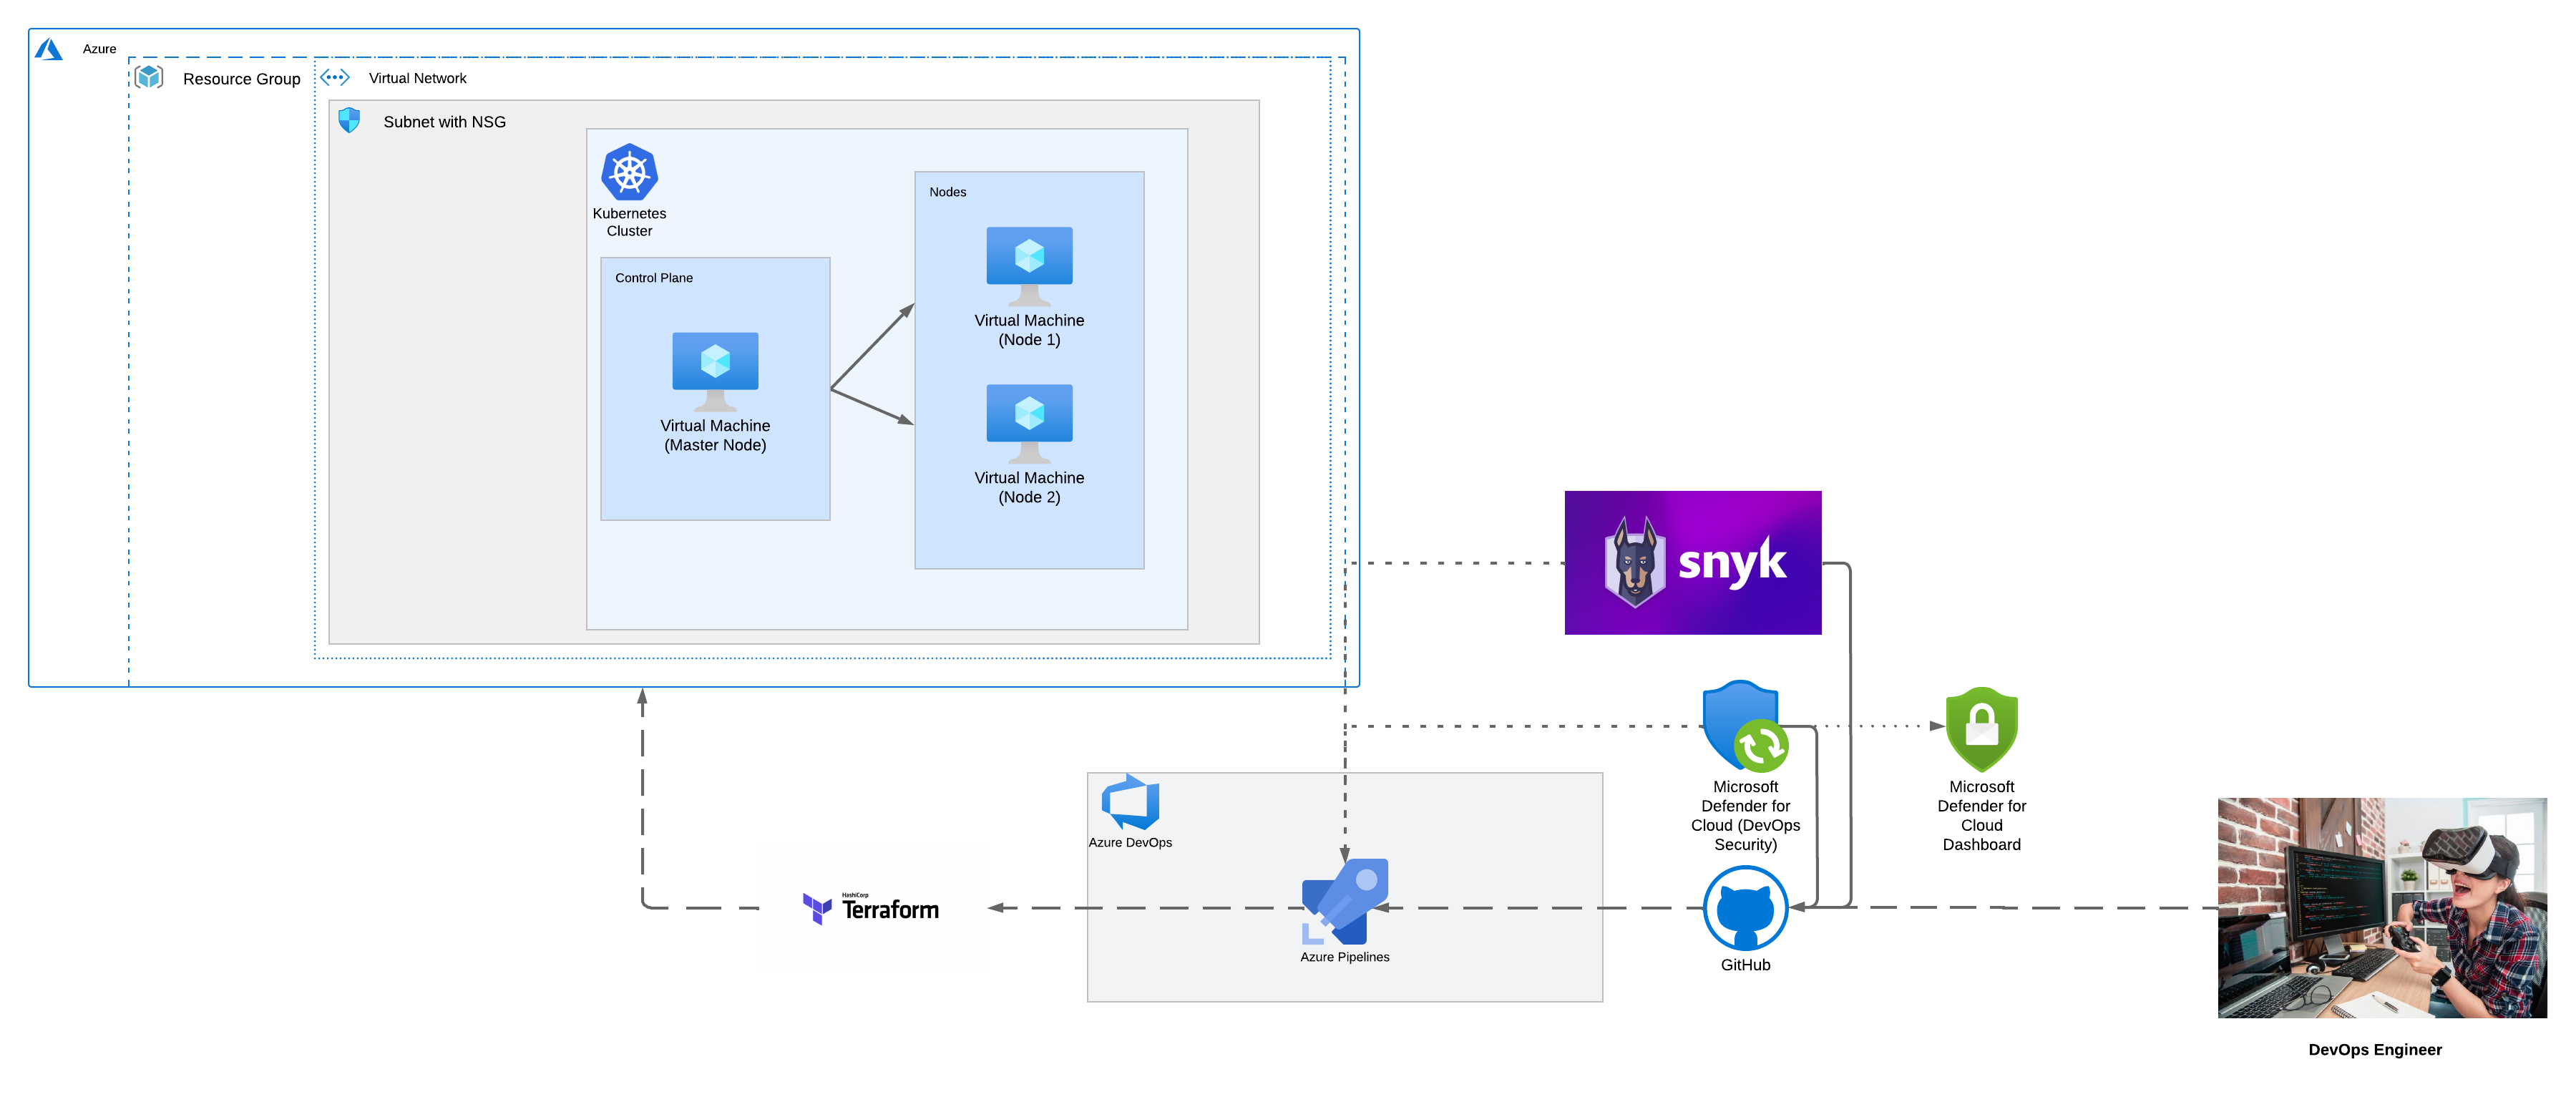 Azure
Resource Group
Virtual Network
Subnet with NSG
Kubernetes
Cluster
Nodes
Control Plane
Virtual Machine
(Node 1)
Virtual Machine
(Master Node)
Virtual Machine
(Node 2)
snyk
Microsoft
Defender for
Cloud (DevOps
Security)
Microsoft
Defender for
Cloud
Dashboard
Azure DevOps
HashiCorp
Terraform
Azure Pipelines
GitHub
DevOps Engineer